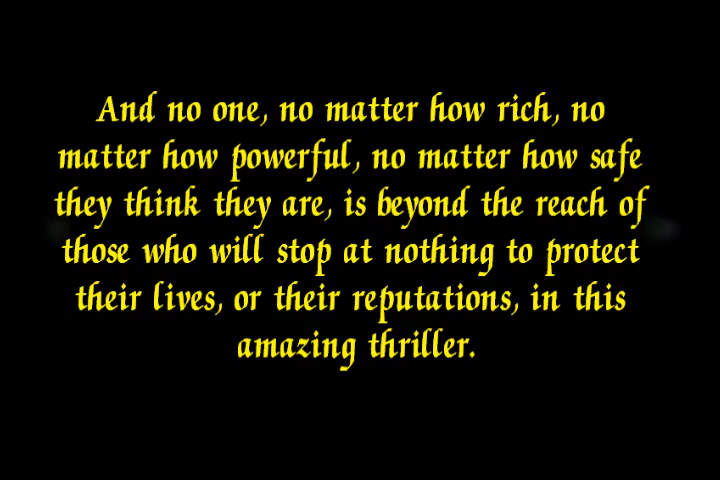 And no one, no matter how rich, no
matter how powerful, no matter how safe
they think they are, is beyond the reach of
those who will stop at nothing to protect
their lives, or their reputations, in this
amazing thriller.